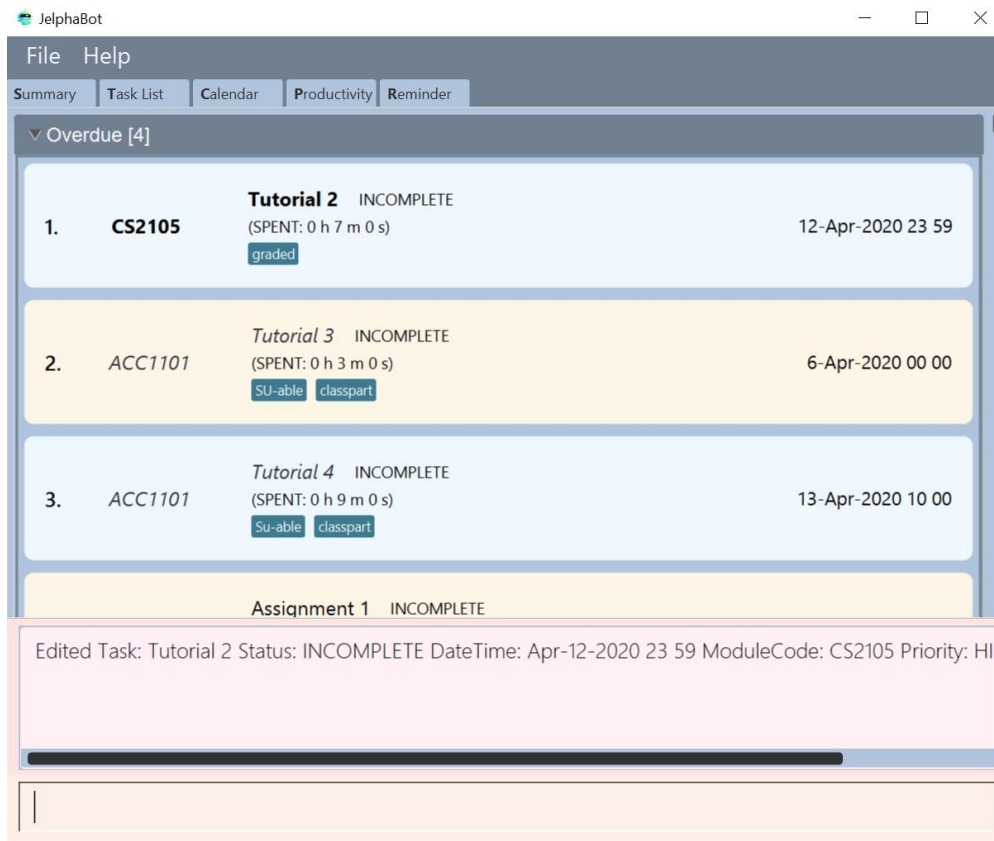 JelphaBot
File Help
Summary Task List Calendar Productivity Reminder
Overdue [4]
Tutorial 2 INCOMPLETE
1. CS2105 (SPENT: 0 h 7 m 0 s) 12-Apr-2020 23 59
graded
Tutorial 3 INCOMPLETE
2. ACC1101 (SPENT: 0 h 3 m 0 s) 6-Apr-2020 00 00
SU-able classpart
Tutorial 4 INCOMPLETE
3. ACC1101 (SPENT: 0 h 9 m 0 s) 13-Apr-2020 10 00
Su-able classpart
Assignment 1 INCOMPLETE
Edited Task: Tutorial 2 Status: INCOMPLETE DateTime: Apr-12-2020 23 59 ModuleCode: CS2105 Priority: HI